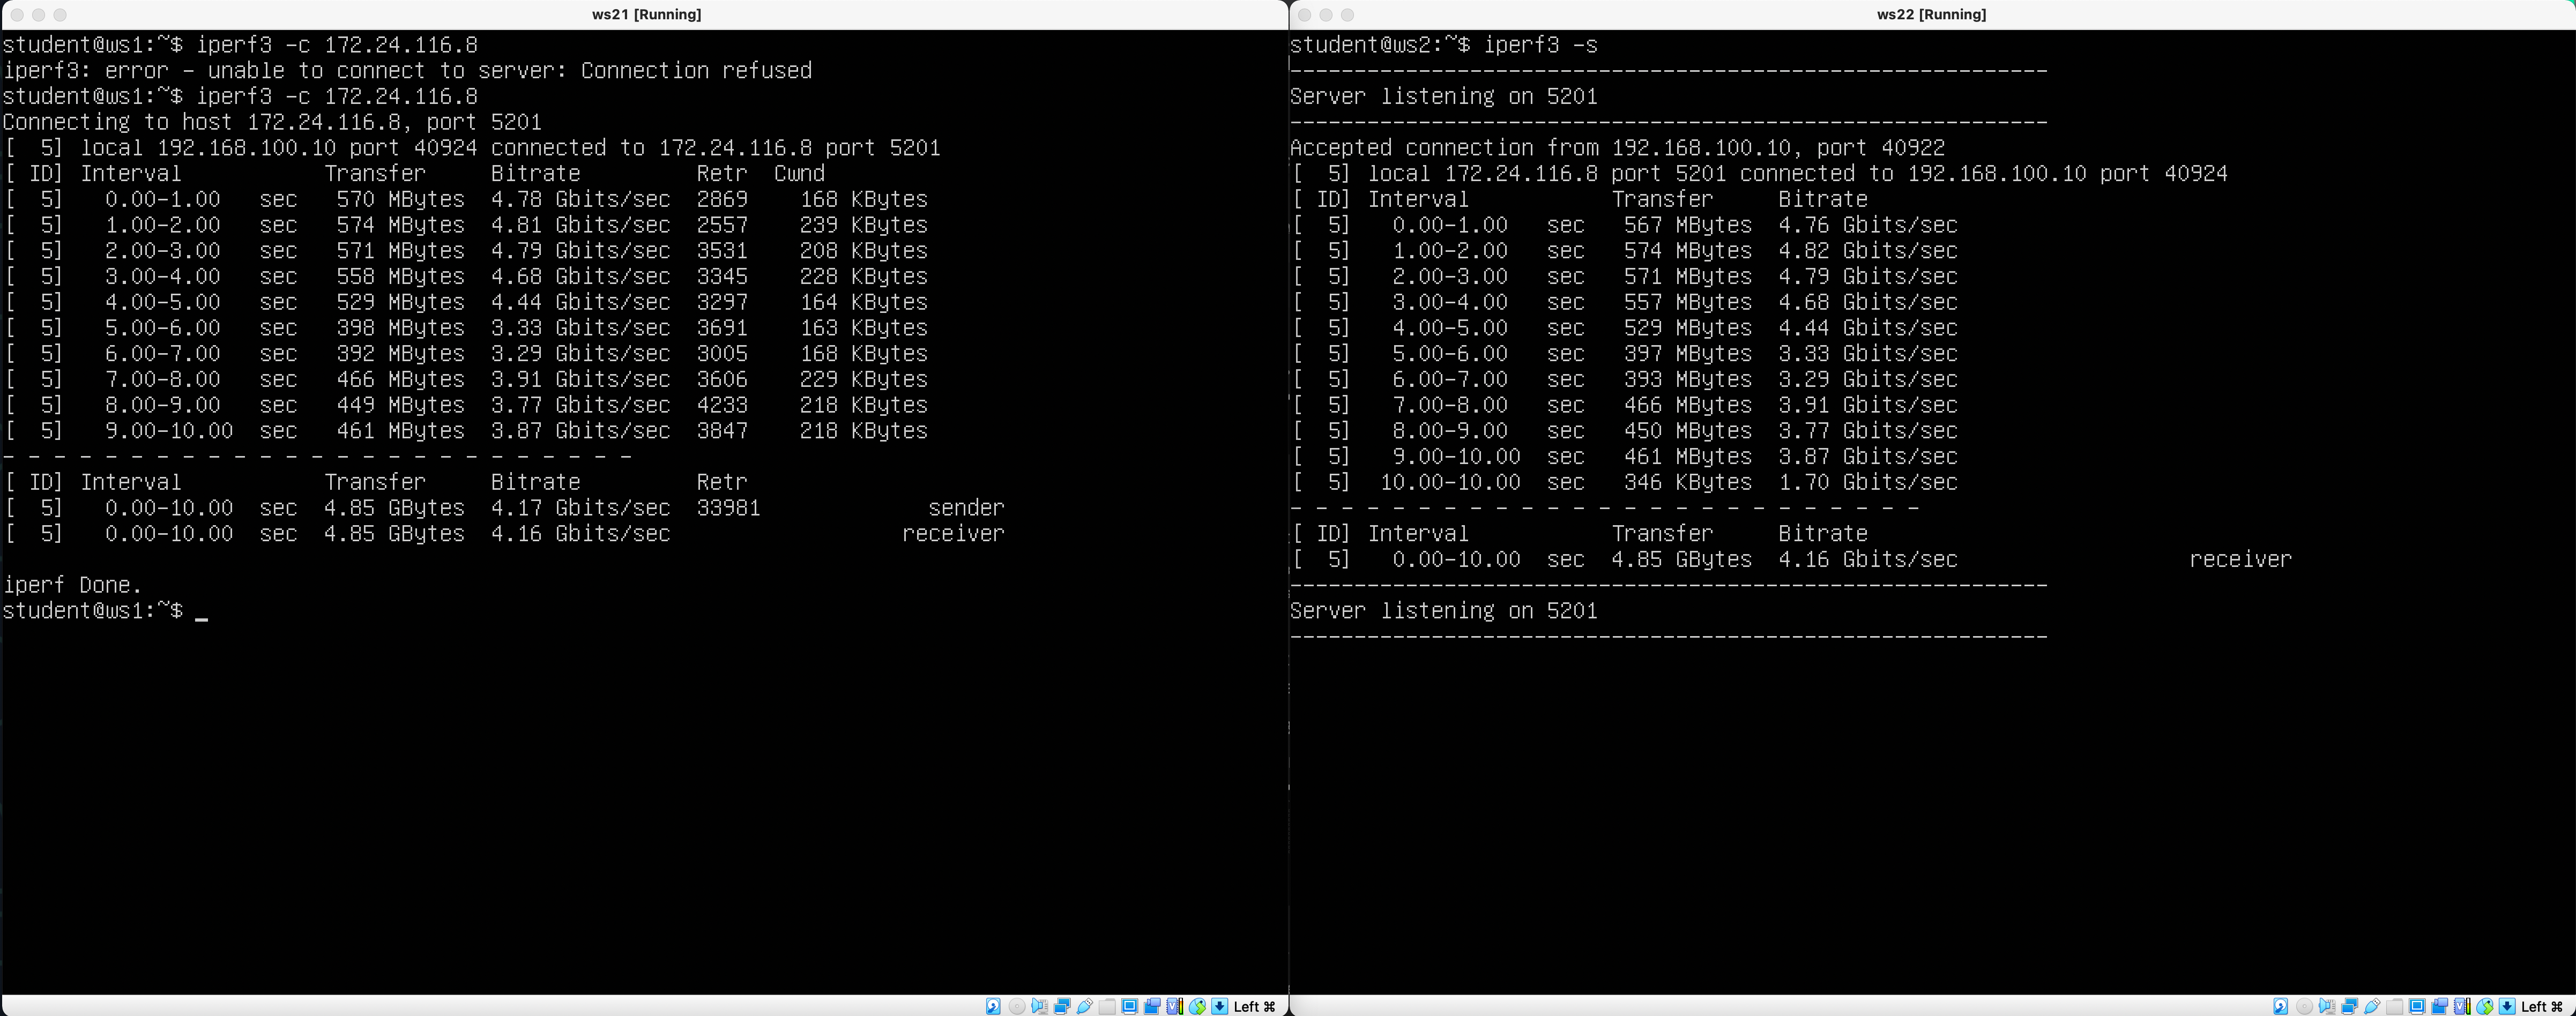 ws21 [Running]
student@ws1:~$ iperf3 -c 172.24.116.8
iperf3: error - unable to connect to server: Connection refused
student@ws1:~$ iperf3 -c 172.24.116.8
Connecting to host 172.24.116.8, port 5201
[  5] local 192.168.100.10 port 40924 connected to 172.24.116.8 port 5201
[ ID] Interval           Transfer     Bitrate         Retr  Cwnd
[  5]   0.00-1.00   sec   570 MBytes  4.78 Gbits/sec  2869    168 KBytes
[  5]   1.00-2.00   sec   574 MBytes  4.81 Gbits/sec  2557    239 KBytes
[  5]   2.00-3.00   sec   571 MBytes  4.79 Gbits/sec  3531    208 KBytes
[  5]   3.00-4.00   sec   558 MBytes  4.68 Gbits/sec  3345    228 KBytes
[  5]   4.00-5.00   sec   529 MBytes  4.44 Gbits/sec  3297    164 KBytes
[  5]   5.00-6.00   sec   398 MBytes  3.33 Gbits/sec  3691    163 KBytes
[  5]   6.00-7.00   sec   392 MBytes  3.29 Gbits/sec  3005    168 KBytes
[  5]   7.00-8.00   sec   466 MBytes  3.91 Gbits/sec  3606    229 KBytes
[  5]   8.00-9.00   sec   449 MBytes  3.77 Gbits/sec  4233    218 KBytes
[  5]   9.00-10.00  sec   461 MBytes  3.87 Gbits/sec  3847    218 KBytes
- - - - - - - - - - - - - - - - - - - - - - - - -
[ ID] Interval           Transfer     Bitrate         Retr
[  5]   0.00-10.00  sec  4.85 GBytes  4.17 Gbits/sec  33981             sender
[  5]   0.00-10.00  sec  4.85 GBytes  4.16 Gbits/sec                  receiver
iperf Done.
student@ws1:~$ _
Left ⌘
ws22 [Running]
student@ws2:~$ iperf3 -s
-----------------------------------------------------------
Server listening on 5201
-----------------------------------------------------------
Accepted connection from 192.168.100.10, port 40922
[  5] local 172.24.116.8 port 5201 connected to 192.168.100.10 port 40924
[ ID] Interval           Transfer     Bitrate
[  5]   0.00-1.00   sec   567 MBytes  4.76 Gbits/sec
[  5]   1.00-2.00   sec   574 MBytes  4.82 Gbits/sec
[  5]   2.00-3.00   sec   571 MBytes  4.79 Gbits/sec
[  5]   3.00-4.00   sec   557 MBytes  4.68 Gbits/sec
[  5]   4.00-5.00   sec   529 MBytes  4.44 Gbits/sec
[  5]   5.00-6.00   sec   397 MBytes  3.33 Gbits/sec
[  5]   6.00-7.00   sec   393 MBytes  3.29 Gbits/sec
[  5]   7.00-8.00   sec   466 MBytes  3.91 Gbits/sec
[  5]   8.00-9.00   sec   450 MBytes  3.77 Gbits/sec
[  5]   9.00-10.00  sec   461 MBytes  3.87 Gbits/sec
[  5]  10.00-10.00  sec   346 KBytes  1.70 Gbits/sec
- - - - - - - - - - - - - - - - - - - - - - - - -
[ ID] Interval           Transfer     Bitrate
[  5]   0.00-10.00  sec  4.85 GBytes  4.16 Gbits/sec                  receiver
-----------------------------------------------------------
Server listening on 5201
-----------------------------------------------------------
Left ⌘